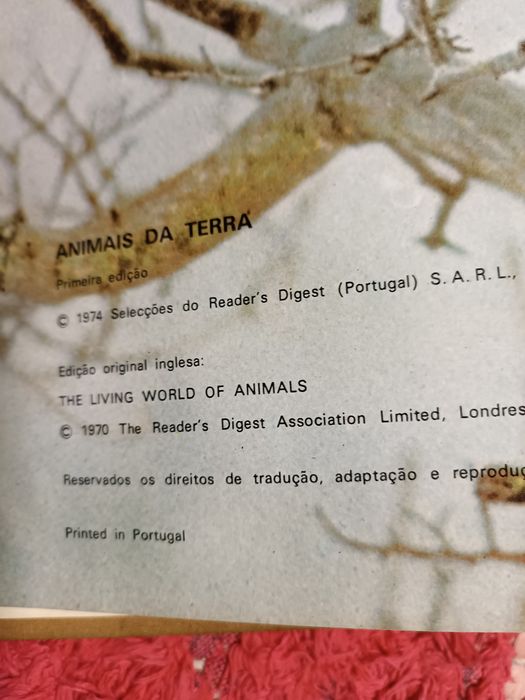 ANIMAIS DA TERRA
Primeira edição
© 1974 Selecções do Reader's Digest (Portugal) S. A. R. L.,
Edição original inglesa:
THE LIVING WORLD OF ANIMALS
© 1970 The Reader's Digest Association Limited, Londres
Reservados os direitos de tradução, adaptação e reproduç
Printed in Portugal